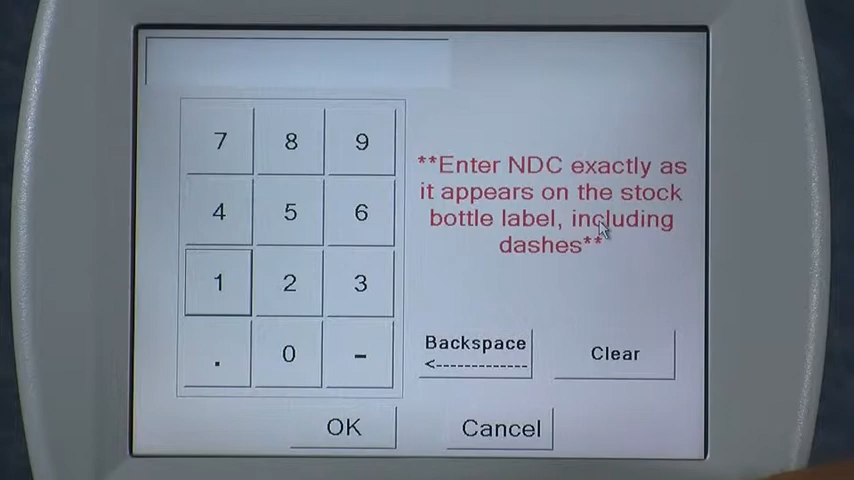 7 8 9
4 5 6
1 2 3
. 0 -
**Enter NDC exactly as
it appears on the stock
bottle label, including
dashes**
Backspace
<-------------
Clear
OK
Cancel